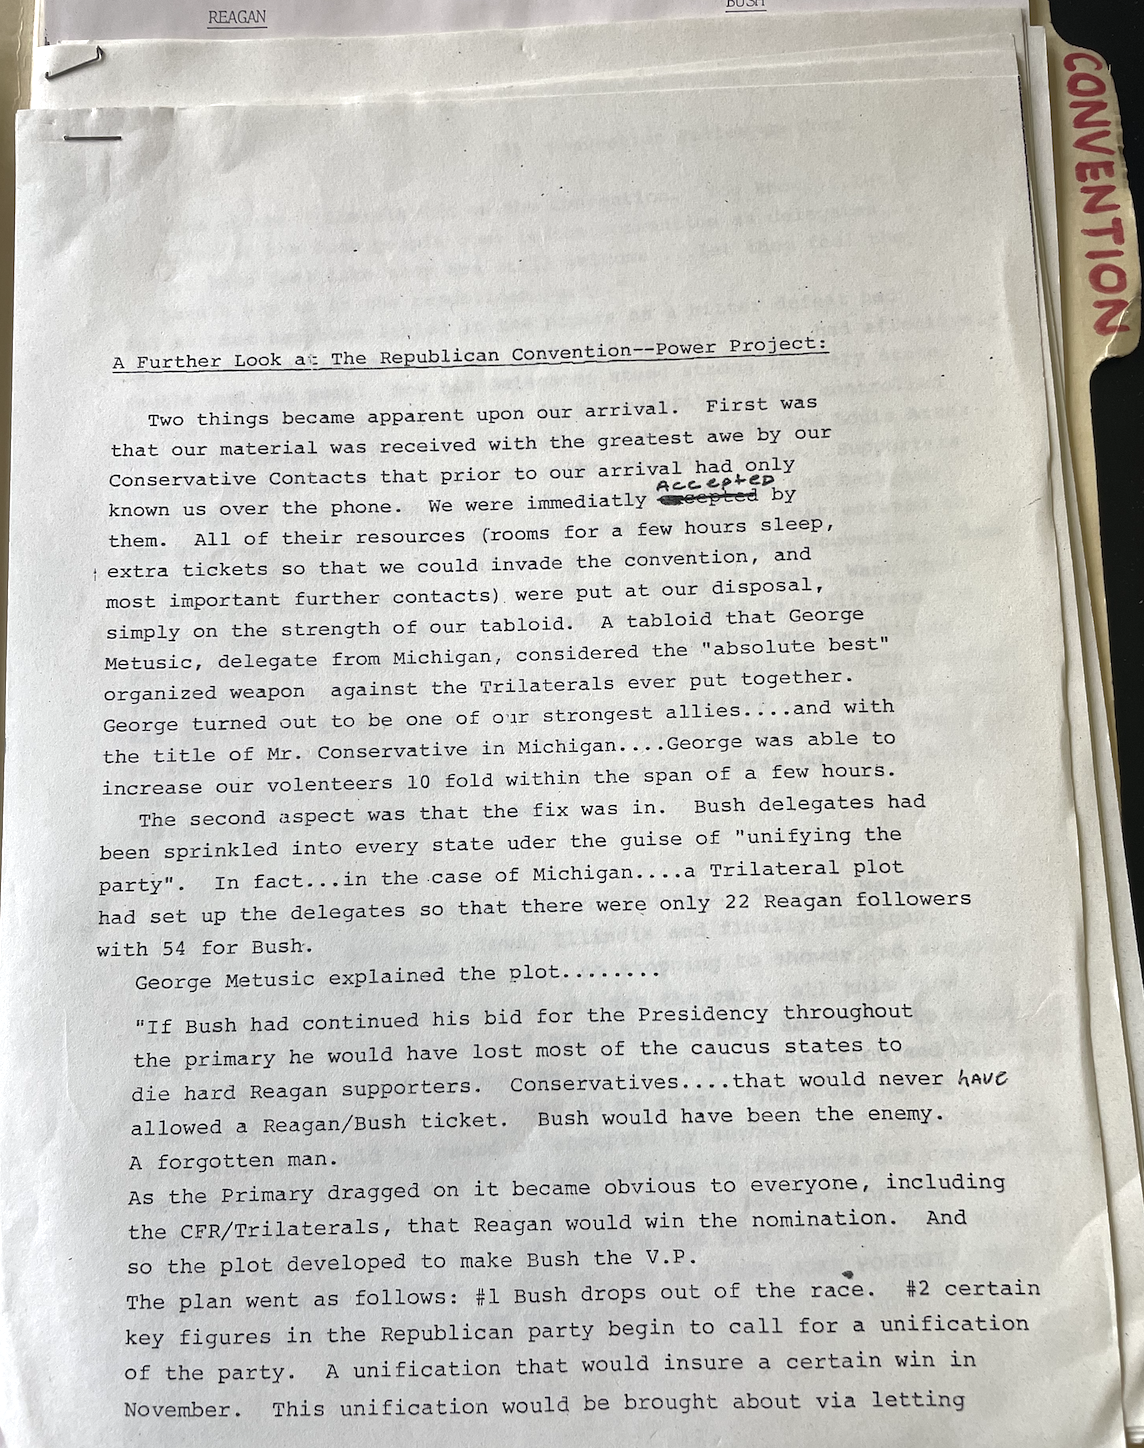 REAGAN
BUSH
CONVENTION
A Further Look at The Republican Convention--Power Project:
Two things became apparent upon our arrival. First was
that our material was received with the greatest awe by our
Conservative Contacts that prior to our arrival had only
known us over the phone. We were immediatly Accepted by
them. All of their resources (rooms for a few hours sleep,
extra tickets so that we could invade the convention, and
most important further contacts) were put at our disposal,
simply on the strength of our tabloid. A tabloid that George
Metusic, delegate from Michigan, considered the "absolute best"
organized weapon against the Trilaterals ever put together.
George turned out to be one of our strongest allies....and with
the title of Mr. Conservative in Michigan....George was able to
increase our volenteers 10 fold within the span of a few hours.
The second aspect was that the fix was in. Bush delegates had
been sprinkled into every state uder the guise of "unifying the
party". In fact...in the case of Michigan....a Trilateral plot
had set up the delegates so that there were only 22 Reagan followers
with 54 for Bush.
George Metusic explained the plot........
"If Bush had continued his bid for the Presidency throughout
the primary he would have lost most of the caucus states to
die hard Reagan supporters. Conservatives....that would never have
allowed a Reagan/Bush ticket. Bush would have been the enemy.
A forgotten man.
As the Primary dragged on it became obvious to everyone, including
the CFR/Trilaterals, that Reagan would win the nomination. And
so the plot developed to make Bush the V.P.
The plan went as follows: #1 Bush drops out of the race. #2 certain
key figures in the Republican party begin to call for a unification
of the party. A unification that would insure a certain win in
November. This unification would be brought about via letting